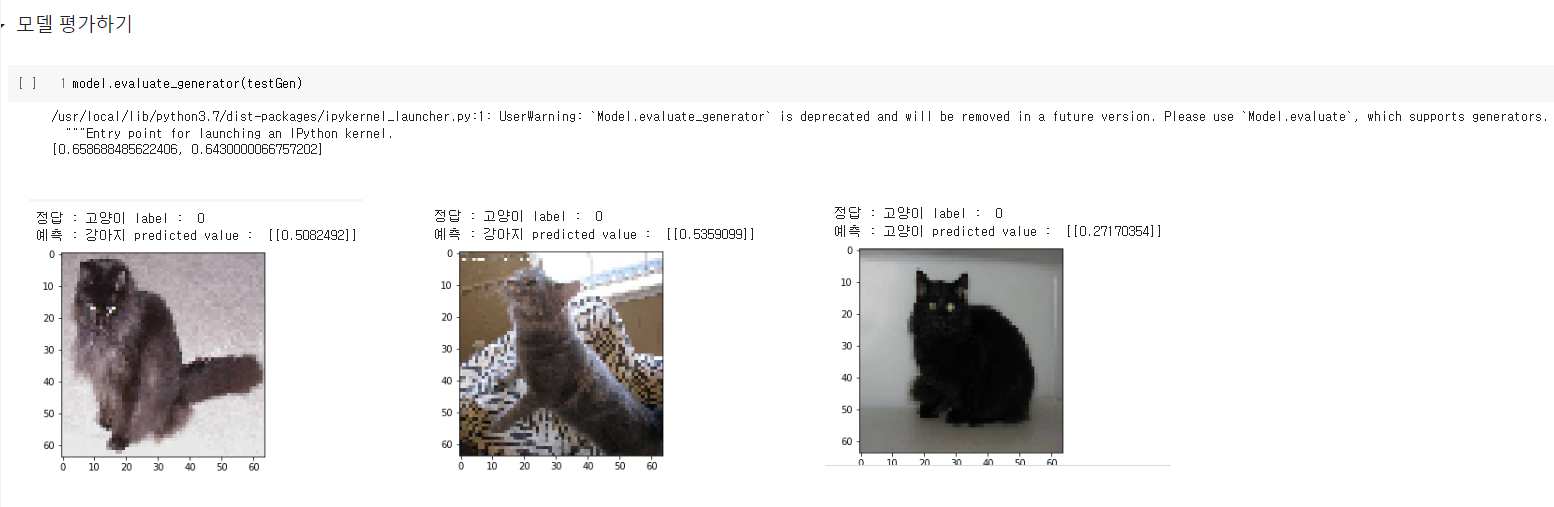 모델 평가하기
[ ] 1 model.evaluate_generator(testGen)
/usr/local/lib/python3.7/dist-packages/ipykernel_launcher.py:1: UserWarning: `Model.evaluate_generator` is deprecated and will be removed in a future version. Please use `Model.evaluate`, which supports generators.
"""Entry point for launching an IPython kernel.
[0.658688485622406, 0.6430000066757202]
정답 : 고양이 label : 0
예측 : 강아지 predicted value : [[0.5082492]]
0
10
20
30
40
50
60
0 10 20 30 40 50 60
정답 : 고양이 label : 0
예측 : 강아지 predicted value : [[0.5359099]]
0
10
20
30
40
50
60
0 10 20 30 40 50 60
정답 : 고양이 label : 0
예측 : 고양이 predicted value : [[0.27170354]]
0
10
20
30
40
50
60
0 10 20 30 40 50 60